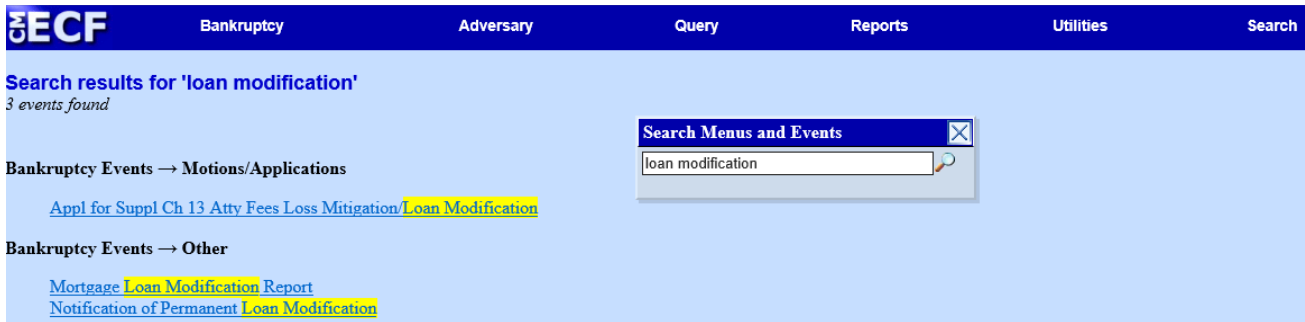 CM ECF Bankruptcy Adversary Query Reports Utilities Search
Search results for 'loan modification'
3 events found
Search Menus and Events
loan modification
Bankruptcy Events → Motions/Applications
Appl for Suppl Ch 13 Atty Fees Loss Mitigation/Loan Modification
Bankruptcy Events → Other
Mortgage Loan Modification Report
Notification of Permanent Loan Modification